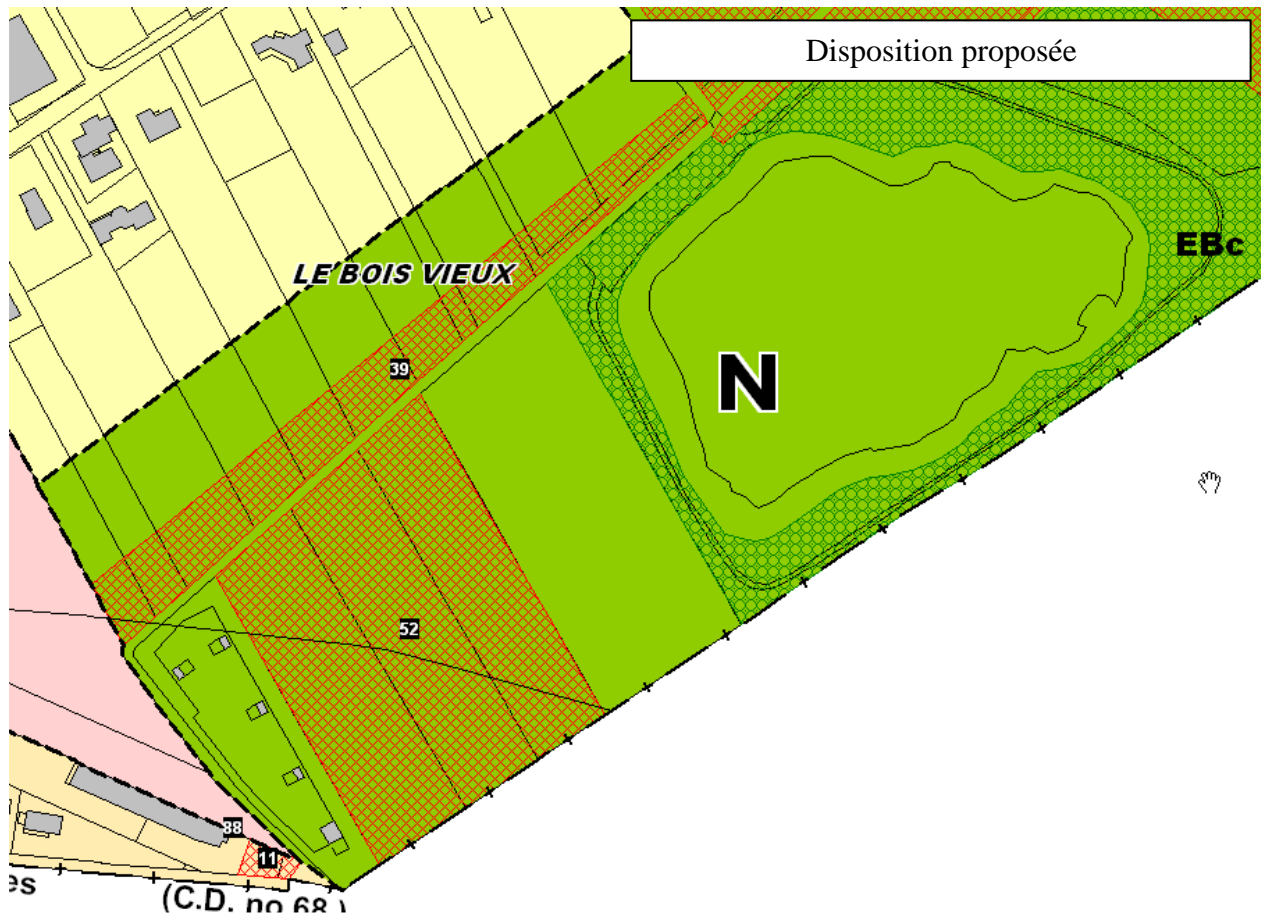 Disposition proposée
EBc
LE BOIS VIEUX
39
N
52
88
11
es
(C.D. no 68 )